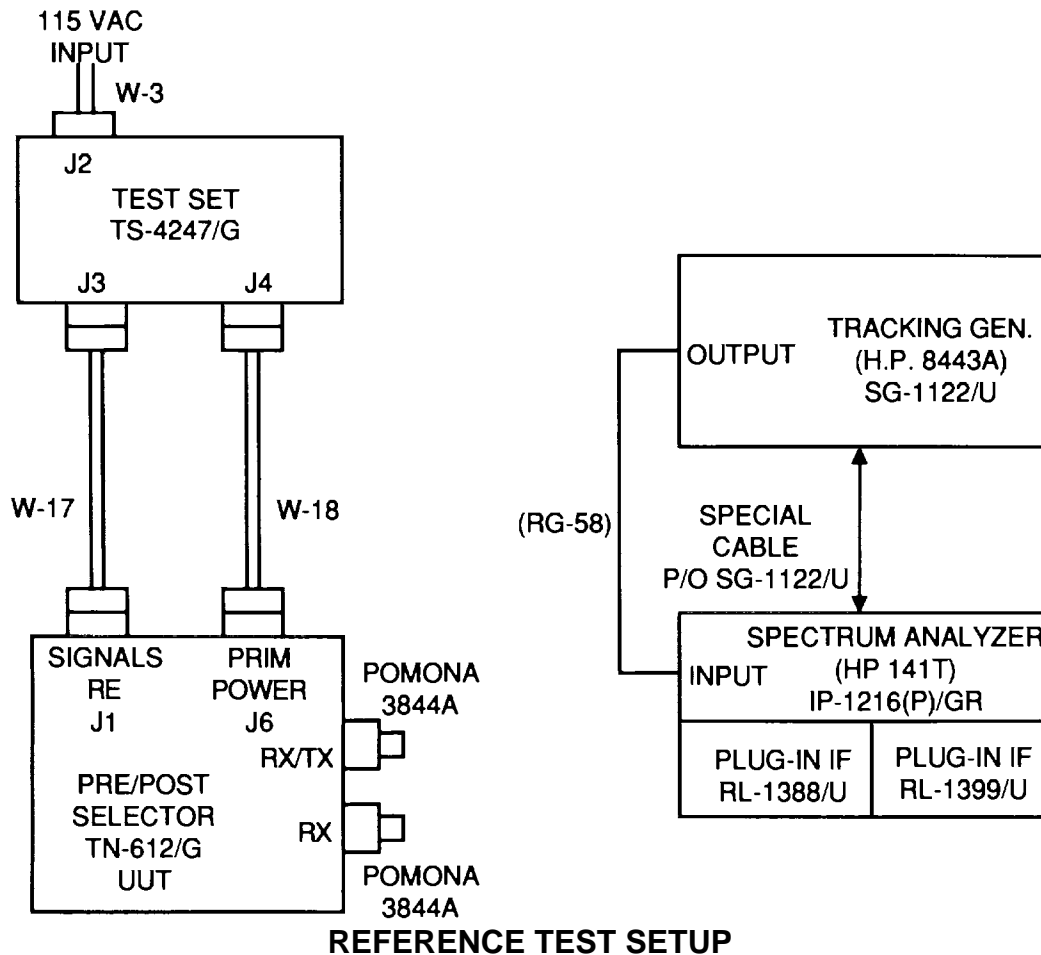 115 VAC
INPUT
W-3
J2
TEST SET
TS-4247/G
J3
J4
W-17
W-18
SIGNALS
RE
J1
PRIM
POWER
J6
RX/TX
RX
PRE/POST
SELECTOR
TN-612/G
UUT
POMONA
3844A
POMONA
3844A
OUTPUT
TRACKING GEN.
(H.P. 8443A)
SG-1122/U
(RG-58)
SPECIAL
CABLE
P/O SG-1122/U
SPECTRUM ANALYZER
(HP 141T)
IP-1216(P)/GR
INPUT
PLUG-IN IF
RL-1388/U
PLUG-IN IF
RL-1399/U
REFERENCE TEST SETUP